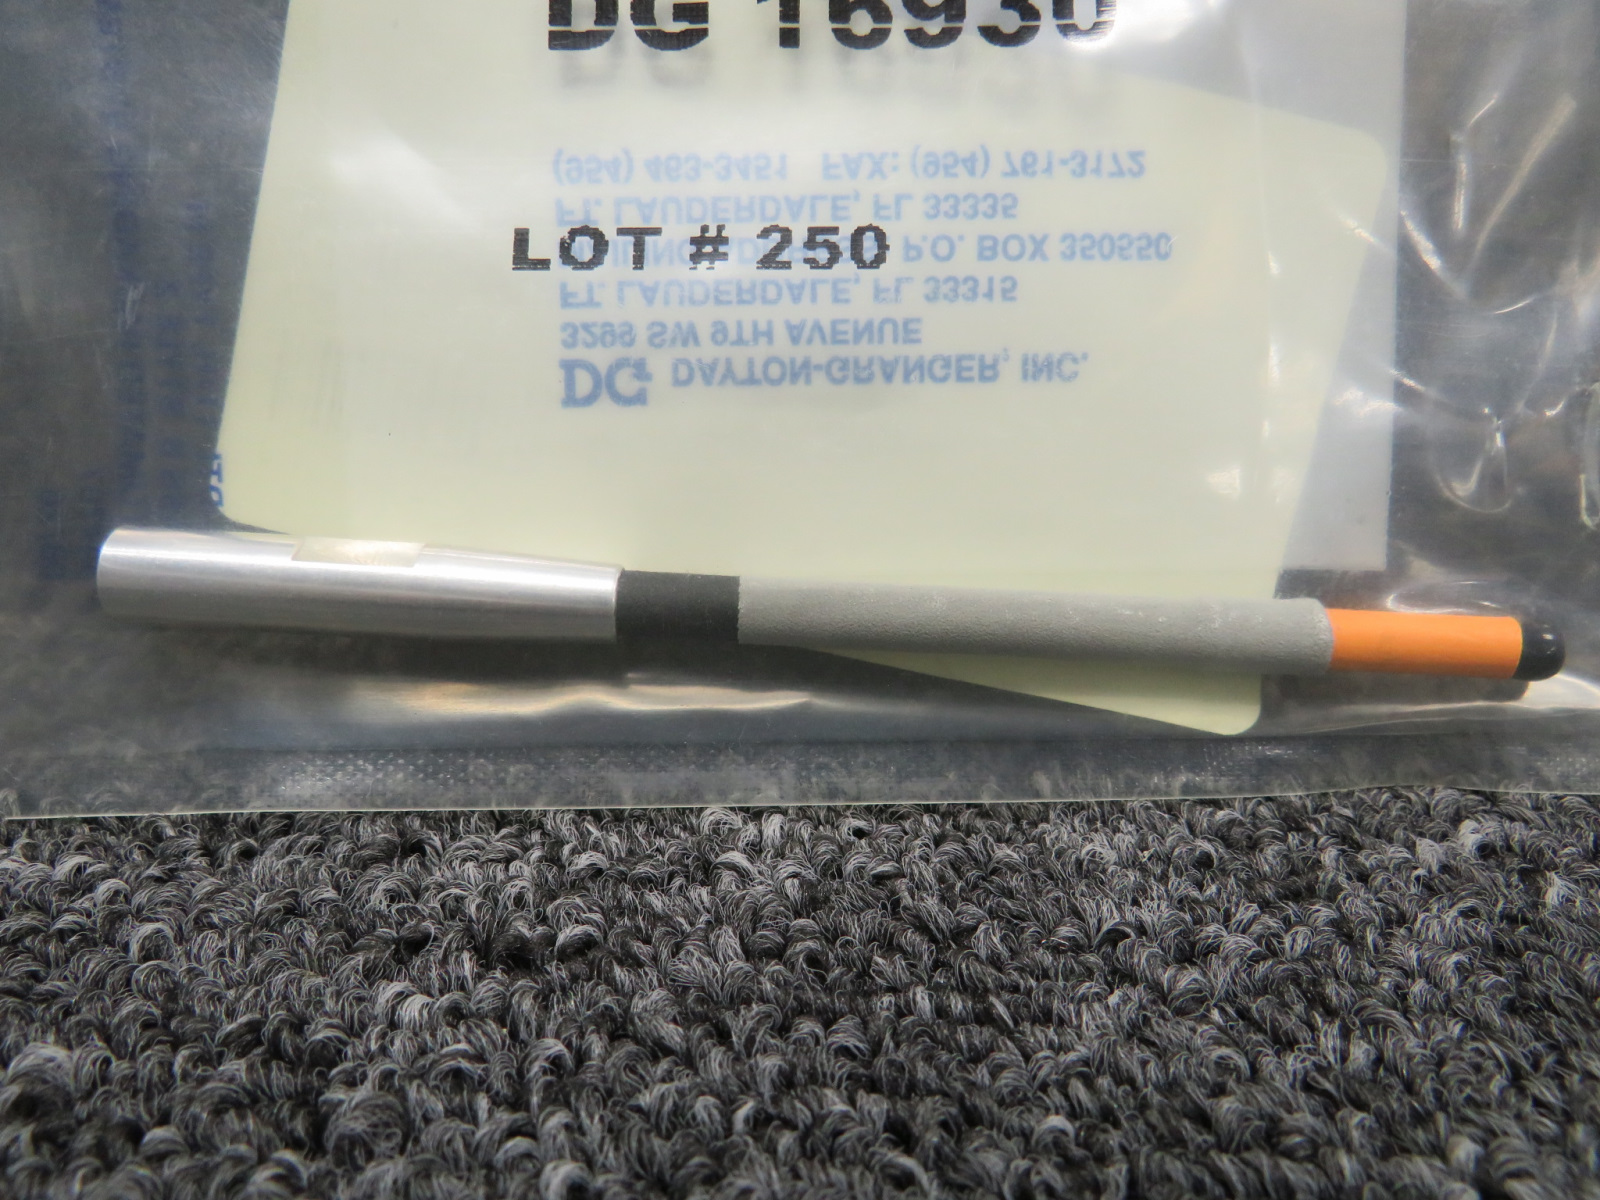 DG 16930
LOT # 250
DG DAYTON-GRANGER, INC.
3299 SW 9TH AVENUE
FT. LAUDERDALE, FL 33315
P.O. BOX 350550
FT. LAUDERDALE, FL 33335
(954) 463-3451 FAX: (954) 761-3172